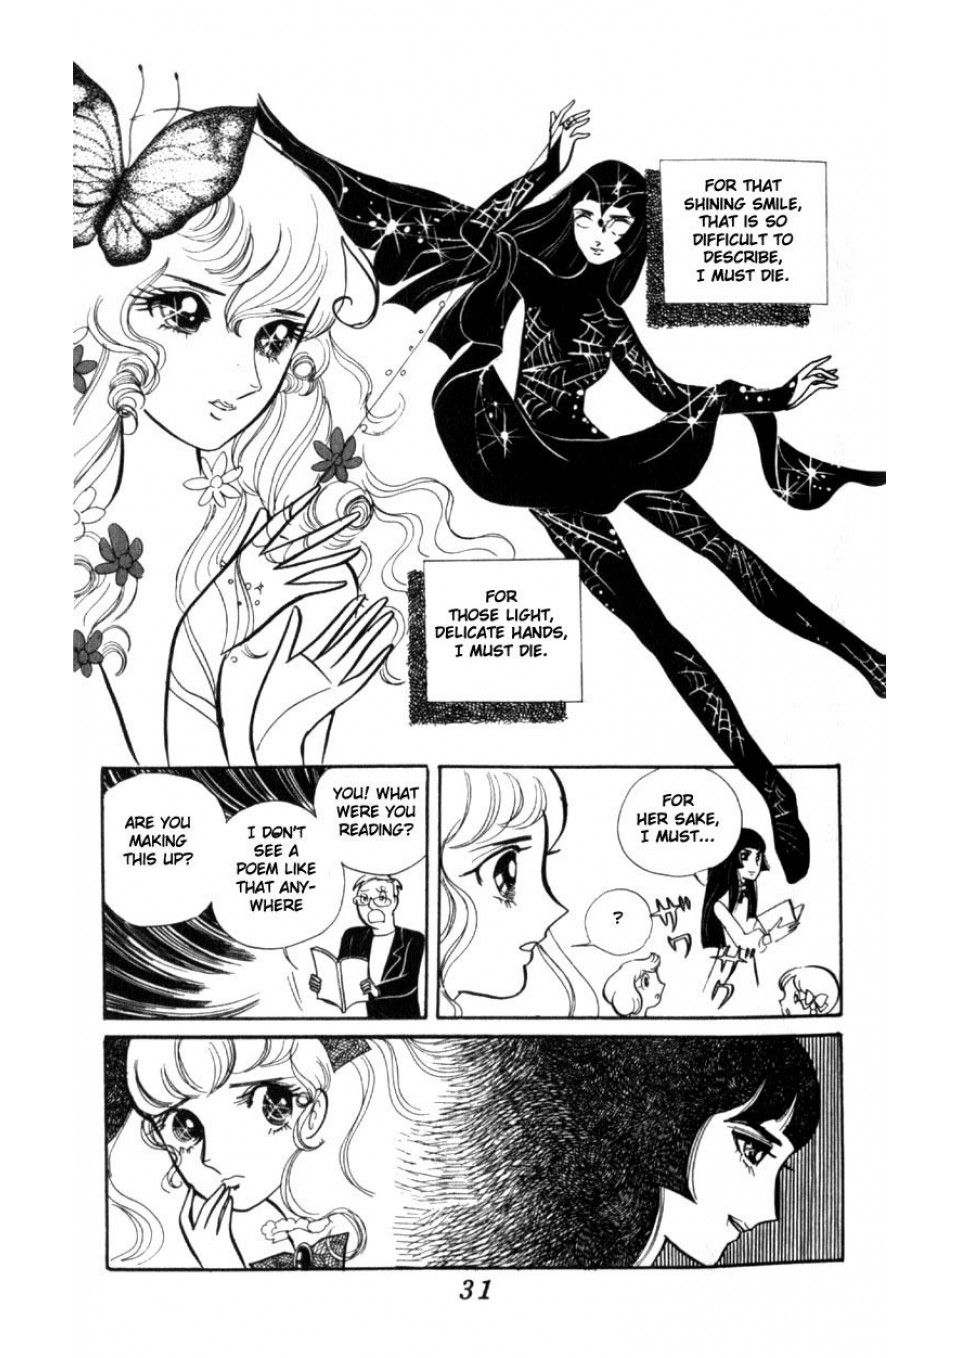 FOR THAT
SHINING SMILE,
THAT IS SO
DIFFICULT TO
DESCRIBE,
I MUST DIE.
FOR
THOSE LIGHT,
DELICATE HANDS,
I MUST DIE.
ARE YOU
MAKING
THIS UP?
I DON'T
SEE A
POEM LIKE
THAT ANY-
WHERE
YOU! WHAT
WERE YOU
READING?
FOR
HER SAKE,
I MUST...
?
31